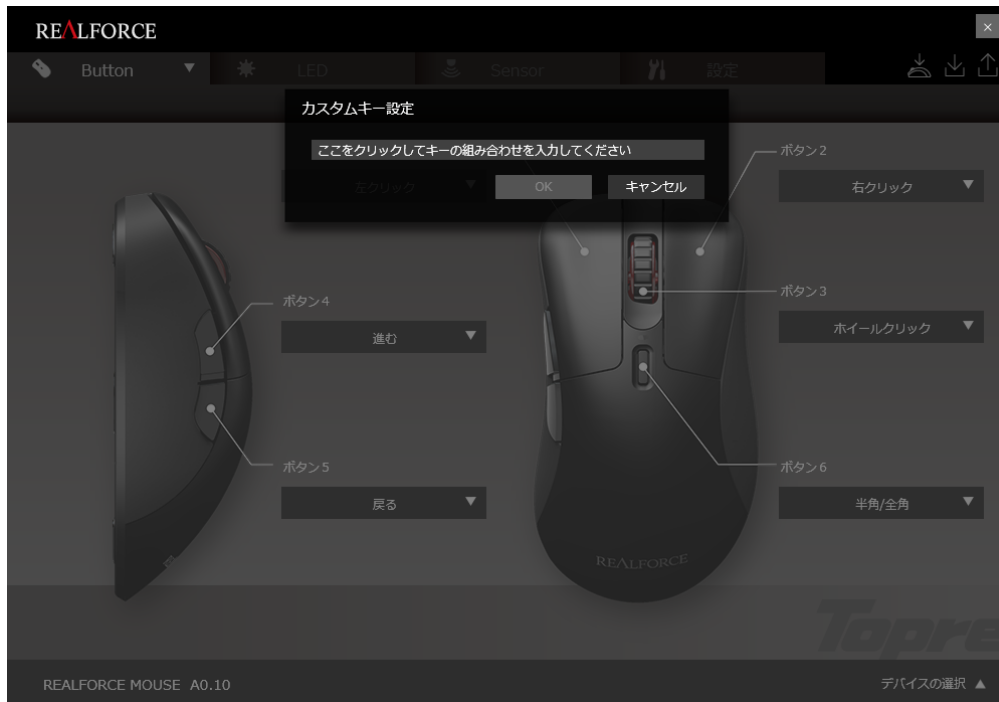 REALFORCE
×
Button ▼ LED Sensor 設定
カスタムキー設定
ここをクリックしてキーの組み合わせを入力してください
OK キャンセル
左クリック ▼
ボタン2
右クリック ▼
ボタン3
ホイールクリック ▼
ボタン4
進む ▼
ボタン5
戻る ▼
ボタン6
半角/全角 ▼
REALFORCE
Topre
REALFORCE MOUSE A0.10
デバイスの選択 ▲